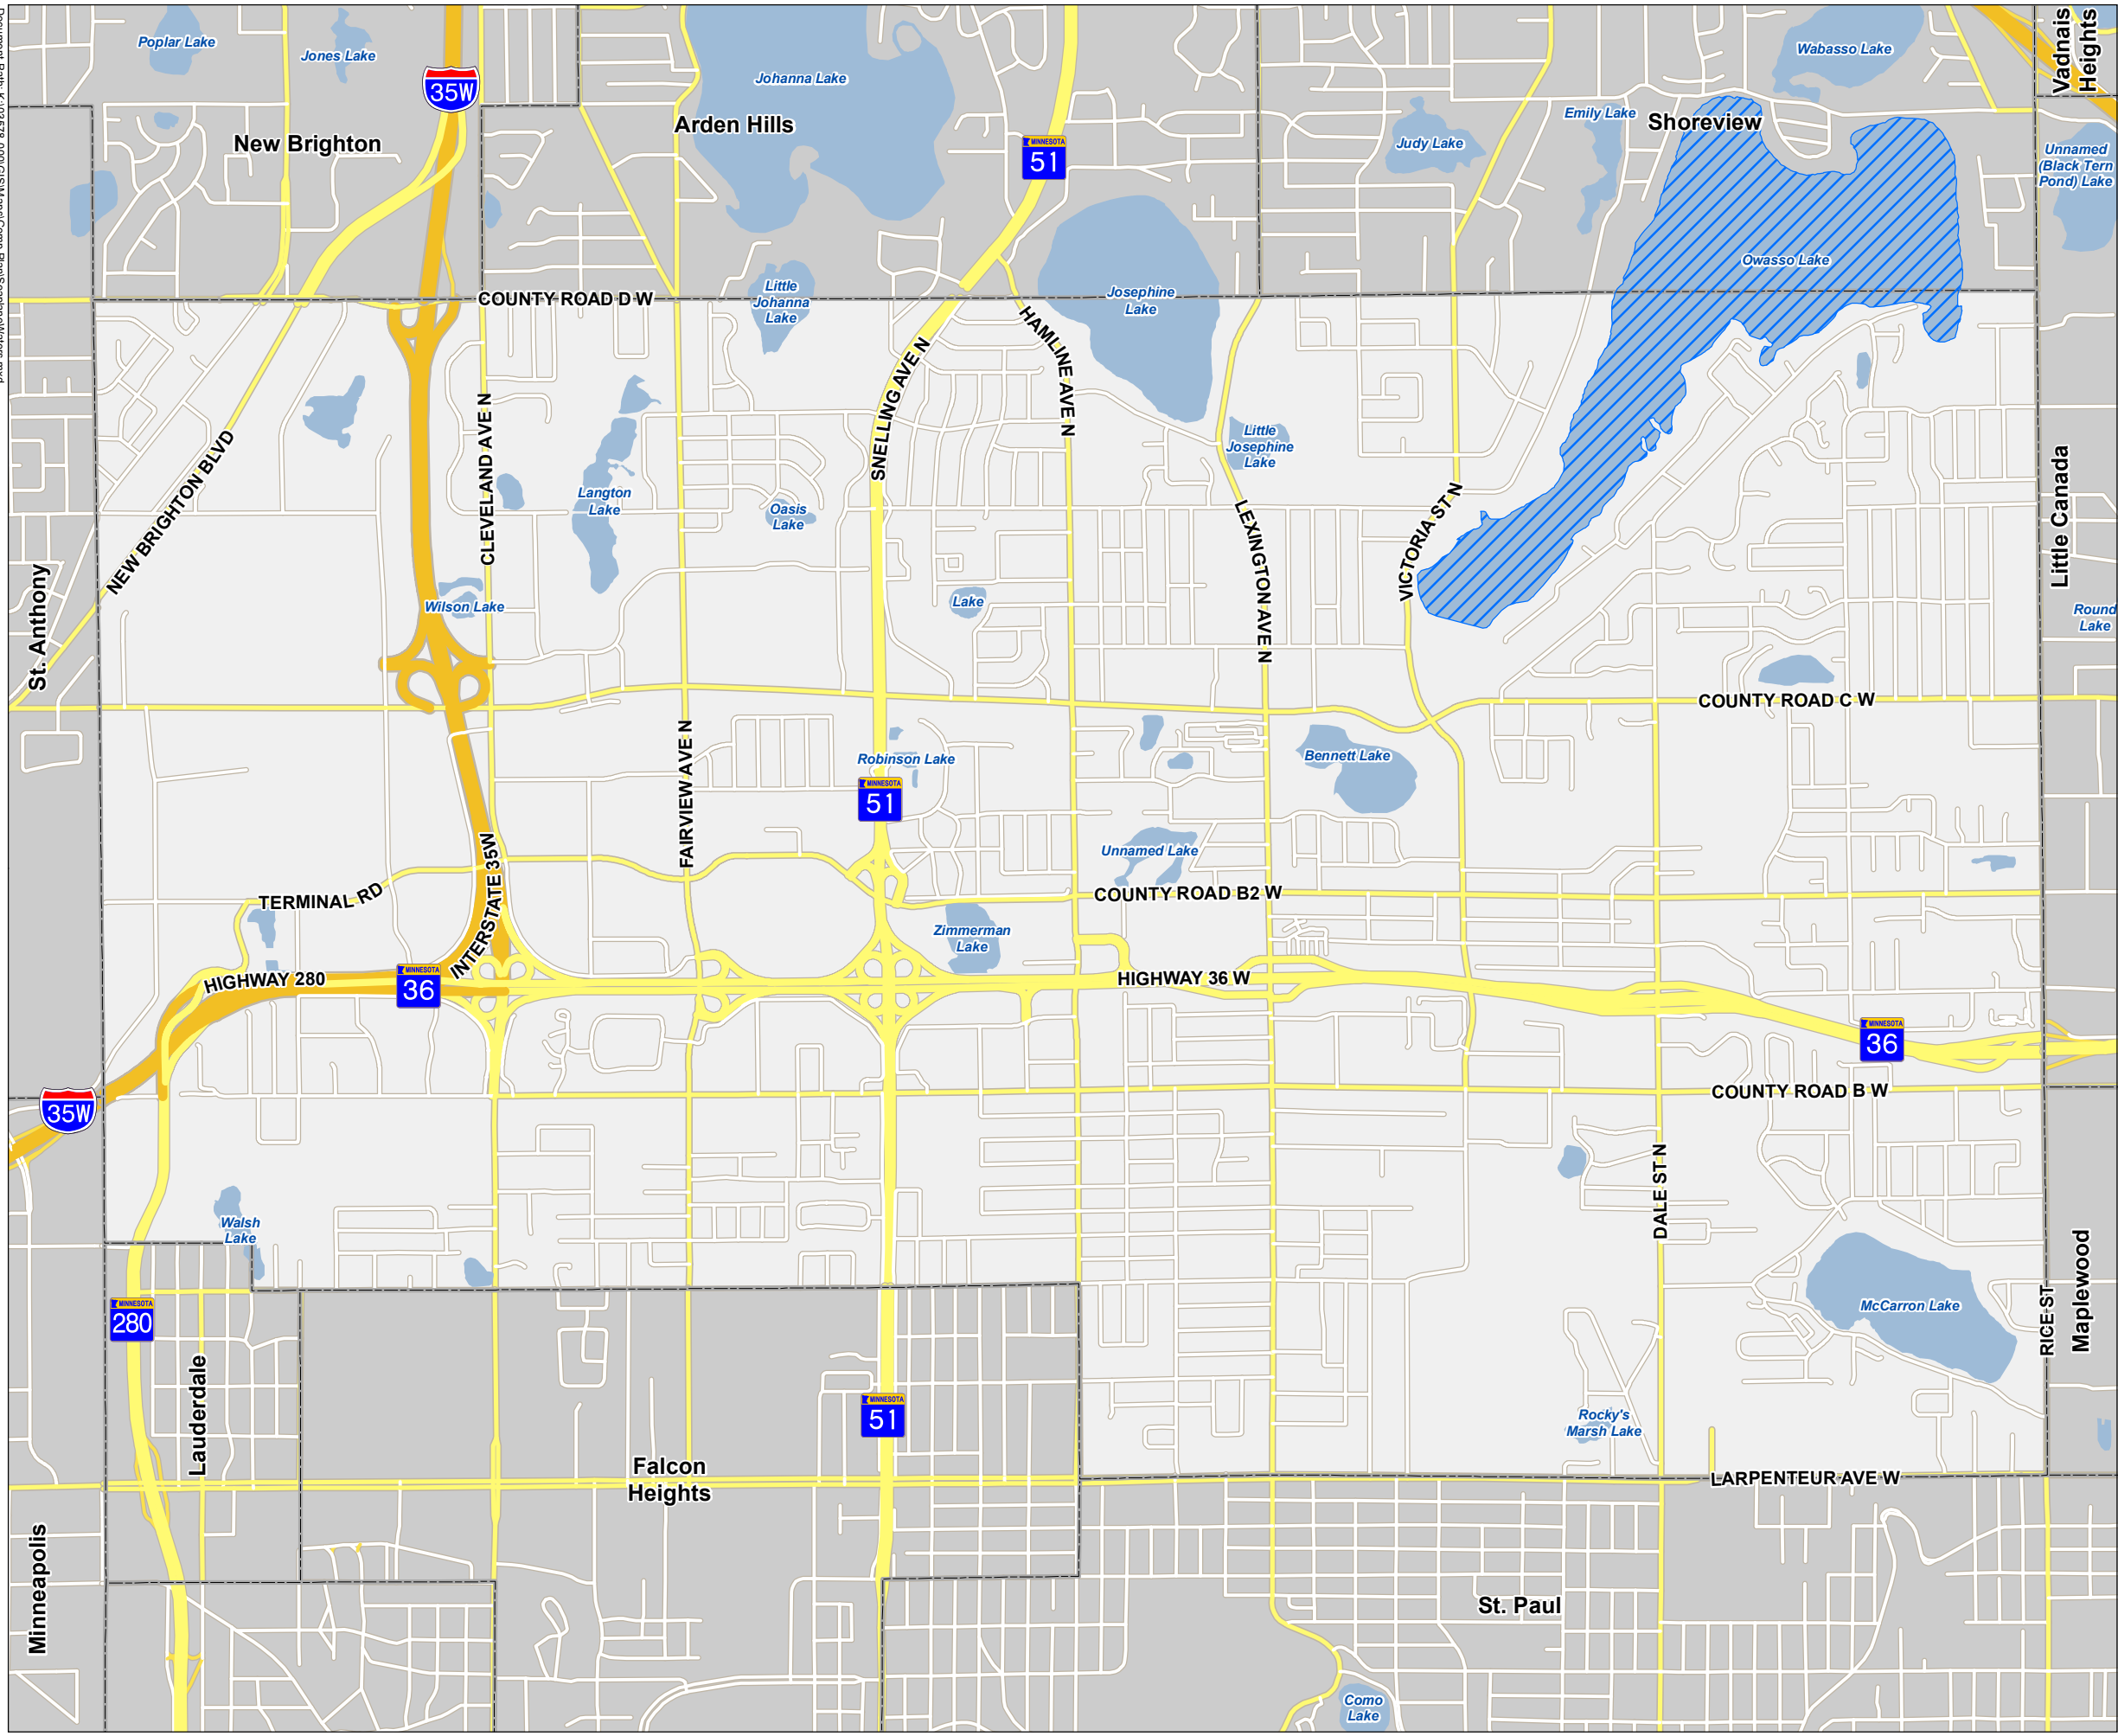 Poplar Lake
Jones Lake
35W
New Brighton
Johanna Lake
Arden Hills
MINNESOTA
51
Wabasso Lake
Vadnais
Heights
Emily Lake
Shoreview
Judy Lake
Unnamed
(Black Tern
Pond) Lake
Owasso Lake
COUNTY ROAD D W
Little
Johanna
Lake
Josephine
Lake
HAMLINE AVE N
SNELLING AVE N
NEW BRIGHTON BLVD
CLEVELAND AVE N
Langton
Lake
Oasis
Lake
Little
Josephine
Lake
LEXINGTON AVE N
VICTORIA ST N
Little Canada
St. Anthony
Wilson Lake
Lake
Round
Lake
COUNTY ROAD C W
FAIRVIEW AVE N
Robinson Lake
MINNESOTA
51
Bennett Lake
INTERSTATE 35W
Unnamed Lake
TERMINAL RD
COUNTY ROAD B2 W
Zimmerman
Lake
HIGHWAY 280
MINNESOTA
36
HIGHWAY 36 W
MINNESOTA
36
35W
COUNTY ROAD B W
DALE ST N
Walsh
Lake
MINNESOTA
280
McCarron Lake
RICE ST
Maplewood
Lauderdale
MINNESOTA
51
Rocky's
Marsh Lake
Falcon
Heights
LARPENTEUR AVE W
Minneapolis
St. Paul
Como
Lake